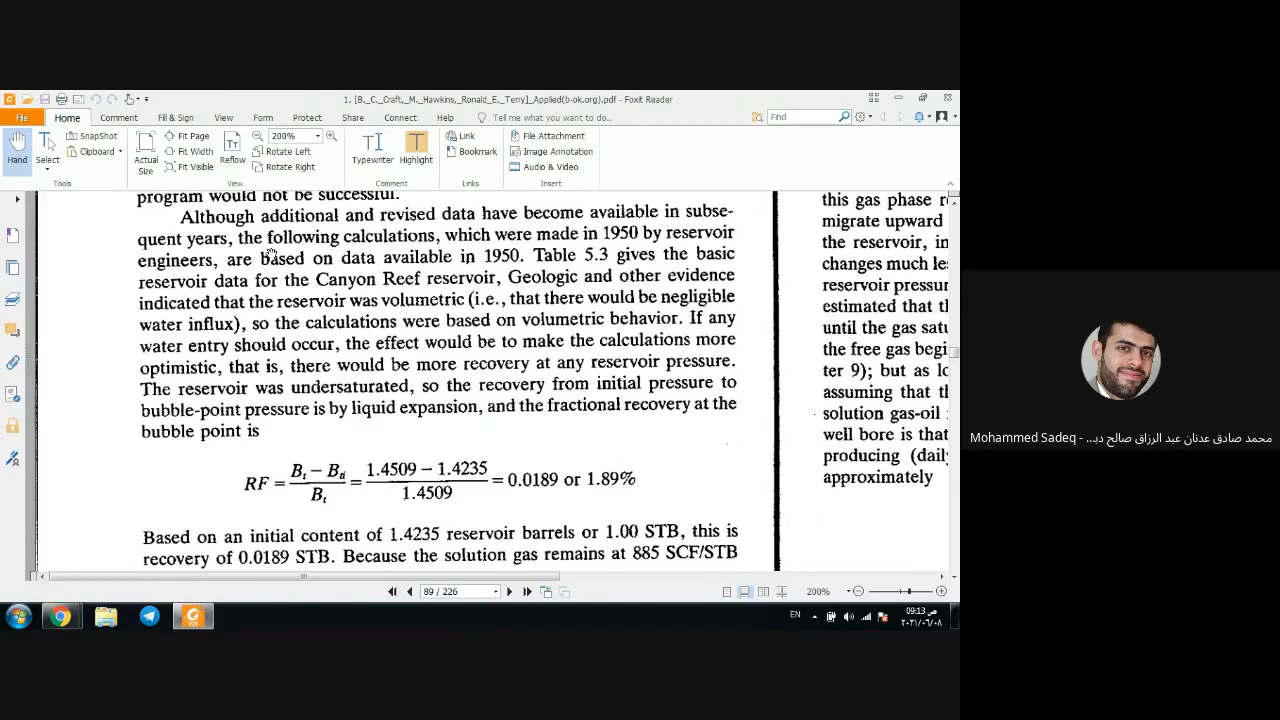 1. [B._C._Craft,_M._Hawkins,_Ronald_E._Terry]_Applied(b-ok.org).pdf - Foxit Reader
File Home Comment Fill & Sign View Form Protect Share Connect Help Tell me what you want to do.. Find
Hand
Select
SnapShot
Clipboard
Actual Size
Fit Page
Fit Width
Fit Visible
Reflow
200%
Rotate Left
Rotate Right
Typewriter
Highlight
Link
Bookmark
File Attachment
Image Annotation
Audio & Video
Tools View Comment Links Insert
program would not be successful.
Although additional and revised data have become available in subse-
quent years, the following calculations, which were made in 1950 by reservoir
engineers, are based on data available in 1950. Table 5.3 gives the basic
reservoir data for the Canyon Reef reservoir, Geologic and other evidence
indicated that the reservoir was volumetric (i.e., that there would be negligible
water influx), so the calculations were based on volumetric behavior. If any
water entry should occur, the effect would be to make the calculations more
optimistic, that is, there would be more recovery at any reservoir pressure.
The reservoir was undersaturated, so the recovery from initial pressure to
bubble-point pressure is by liquid expansion, and the fractional recovery at the
bubble point is
RF = (Bt − Bti) / Bt = (1.4509 − 1.4235) / 1.4509 = 0.0189 or 1.89%
Based on an initial content of 1.4235 reservoir barrels or 1.00 STB, this is
recovery of 0.0189 STB. Because the solution gas remains at 885 SCF/STB
this gas phase r
migrate upward
the reservoir, in
changes much le
reservoir pressur
estimated that th
until the gas satu
the free gas begi
ter 9); but as lo
assuming that th
solution gas-oil
well bore is that
producing (daily
approximately
89 / 226
200%
EN
09:13 ص
٢٠٢١/٠٦/٠٨
Mohammed Sadeq - محمد صادق عدنان عبد الرزاق صالح دبـ...